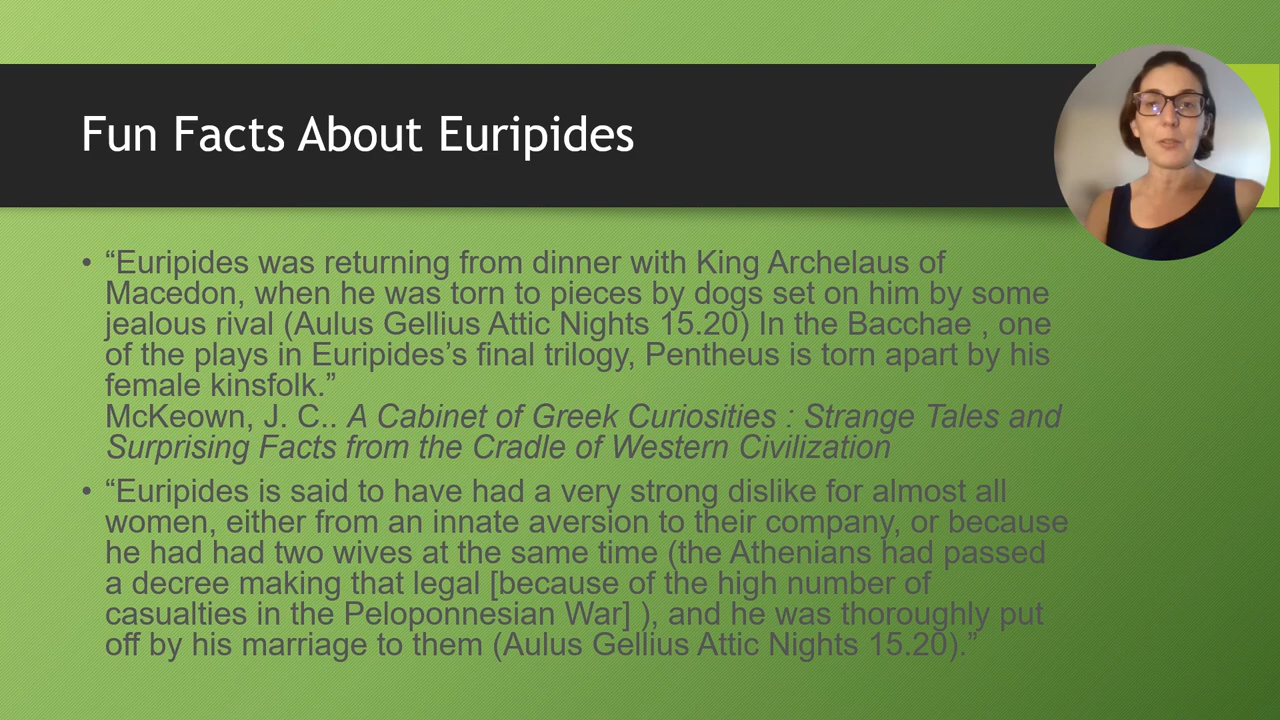 Fun Facts About Euripides
• “Euripides was returning from dinner with King Archelaus of
Macedon, when he was torn to pieces by dogs set on him by some
jealous rival (Aulus Gellius Attic Nights 15.20) In the Bacchae , one
of the plays in Euripides’s final trilogy, Pentheus is torn apart by his
female kinsfolk.”
McKeown, J. C.. A Cabinet of Greek Curiosities : Strange Tales and
Surprising Facts from the Cradle of Western Civilization
• “Euripides is said to have had a very strong dislike for almost all
women, either from an innate aversion to their company, or because
he had had two wives at the same time (the Athenians had passed
a decree making that legal [because of the high number of
casualties in the Peloponnesian War] ), and he was thoroughly put
off by his marriage to them (Aulus Gellius Attic Nights 15.20).”